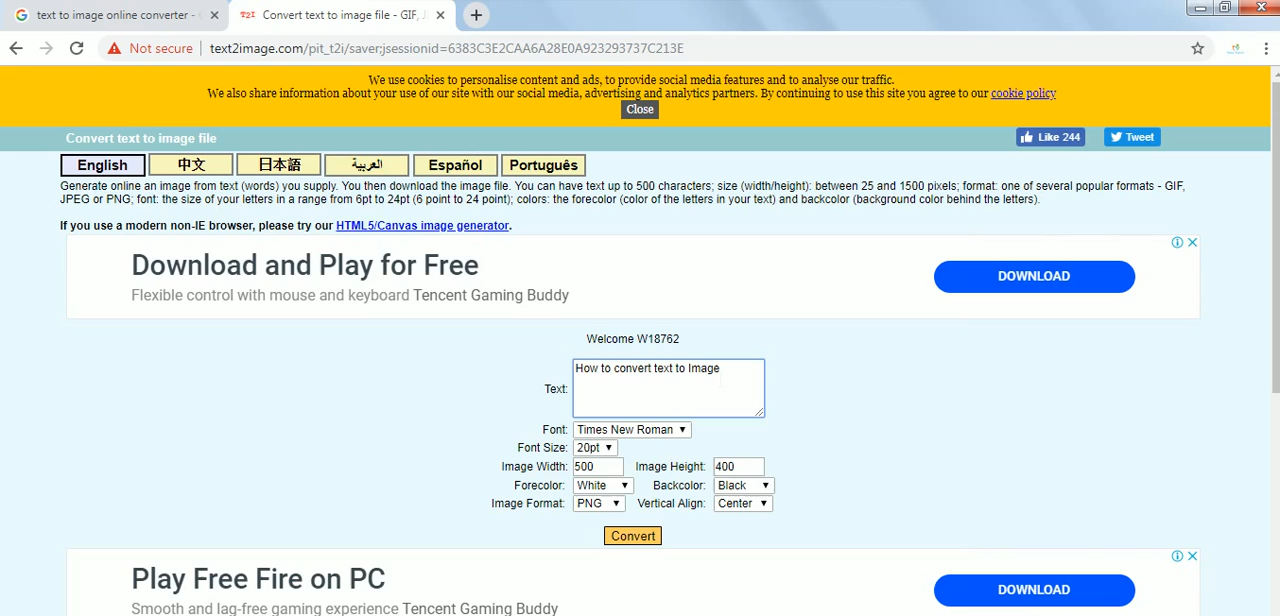 text to image online converter -
Convert text to image file - GIF, J
Not secure
text2image.com/pit_t2i/saver;jsessionid=6383C3E2CAA6A28E0A923293737C213E
We use cookies to personalise content and ads, to provide social media features and to analyse our traffic.
We also share information about your use of our site with our social media, advertising and analytics partners. By continuing to use this site you agree to our cookie policy
Close
Convert text to image file
Like 244
Tweet
English
中文
日本語
العربية
Español
Português
Generate online an image from text (words) you supply. You then download the image file. You can have text up to 500 characters; size (width/height): between 25 and 1500 pixels; format: one of several popular formats - GIF,
JPEG or PNG; font: the size of your letters in a range from 6pt to 24pt (6 point to 24 point); colors: the forecolor (color of the letters in your text) and backcolor (background color behind the letters).
If you use a modern non-IE browser, please try our HTML5/Canvas image generator.
Download and Play for Free
Flexible control with mouse and keyboard Tencent Gaming Buddy
DOWNLOAD
Welcome W18762
Text: How to convert text to Image
Font: Times New Roman
Font Size: 20pt
Image Width: 500 Image Height: 400
Forecolor: White Backcolor: Black
Image Format: PNG Vertical Align: Center
Convert
Play Free Fire on PC
Smooth and lag-free gaming experience Tencent Gaming Buddy
DOWNLOAD